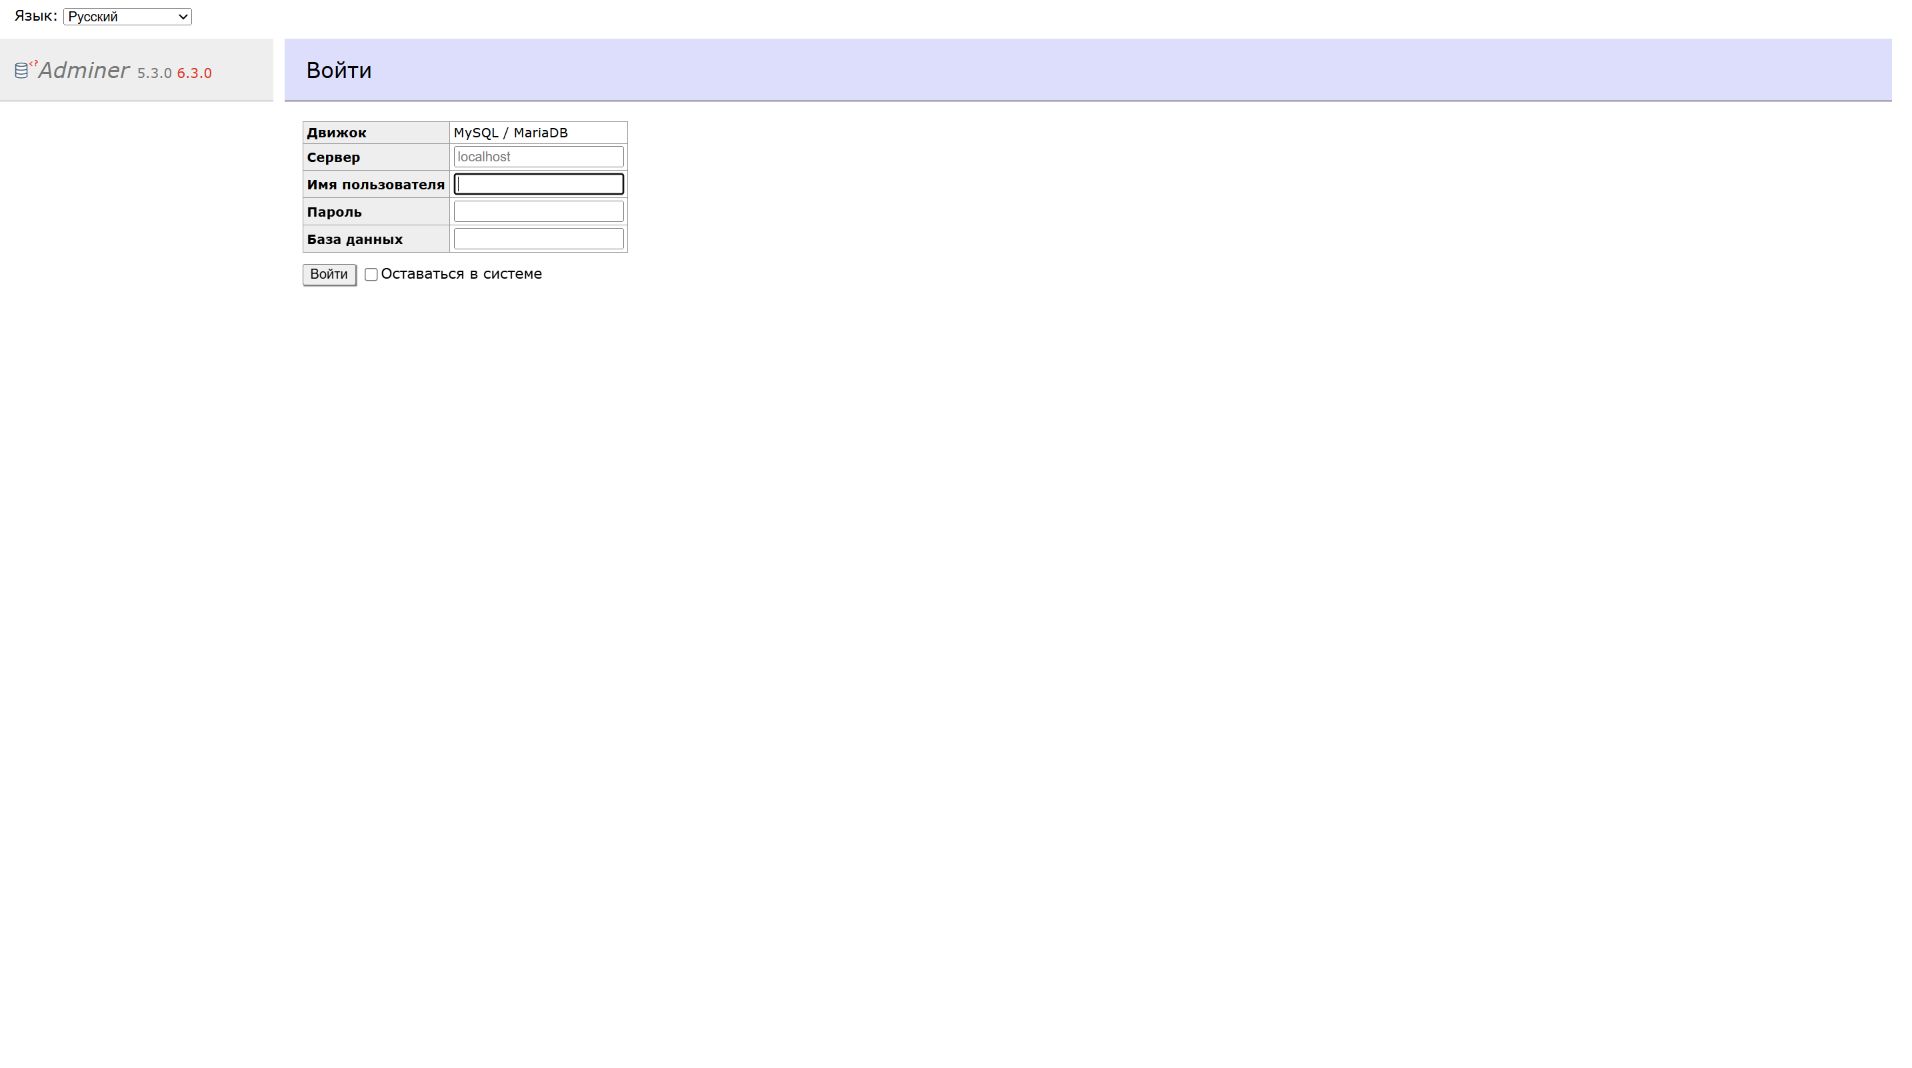 Язык: Русский
Adminer 5.3.0 6.3.0
Войти
Движок MySQL / MariaDB
Сервер localhost
Имя пользователя
Пароль
База данных
Войти Оставаться в системе